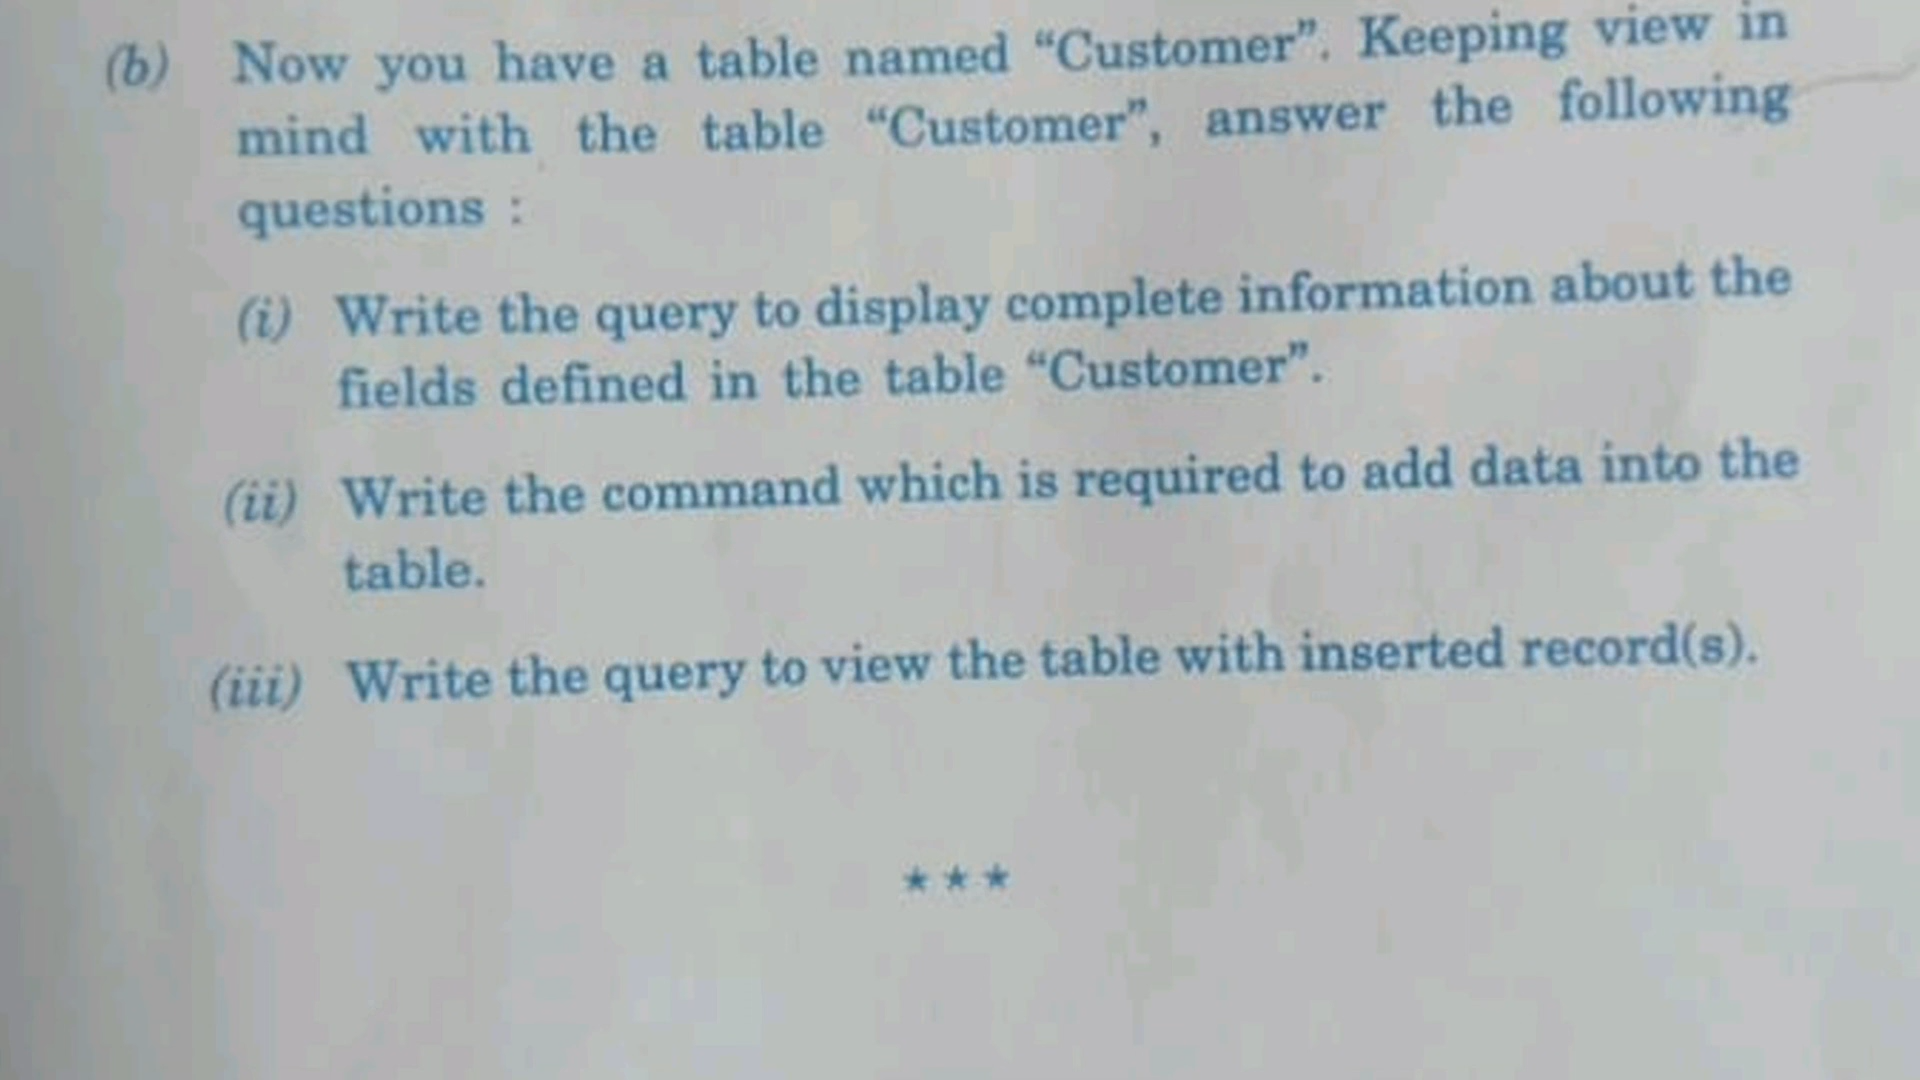 (b) Now you have a table named “Customer”. Keeping view in
mind with the table “Customer”, answer the following
questions :
(i) Write the query to display complete information about the
fields defined in the table “Customer”.
(ii) Write the command which is required to add data into the
table.
(iii) Write the query to view the table with inserted record(s).
★ ★ ★